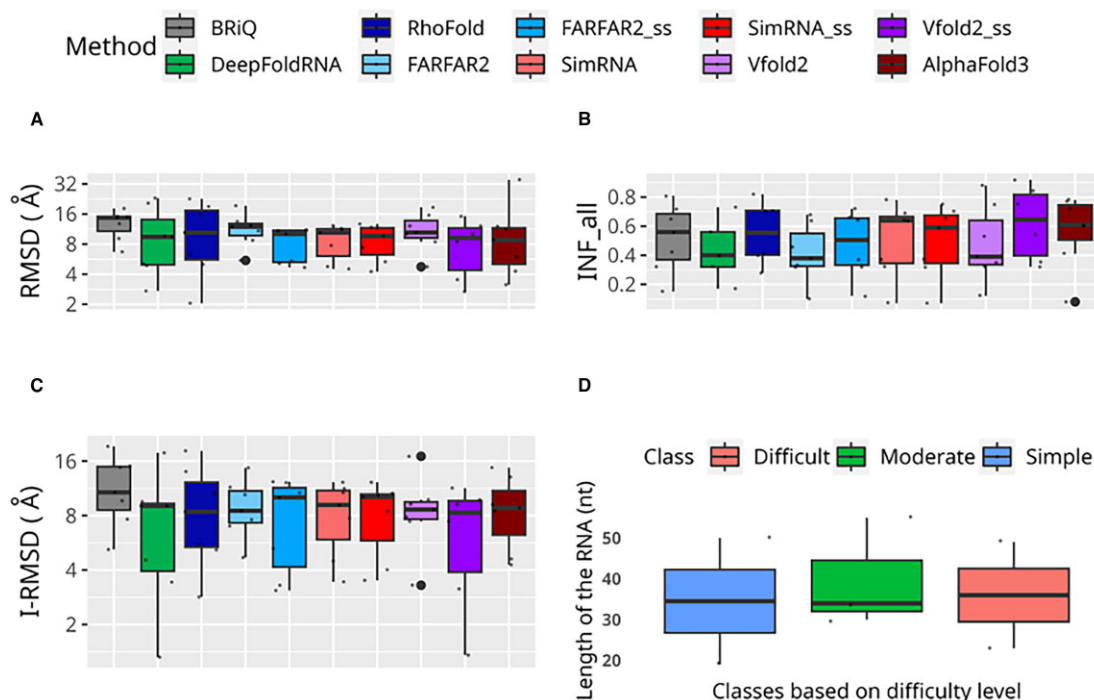 Method BRiQ RhoFold FARFAR2_ss SimRNA_ss Vfold2_ss
DeepFoldRNA FARFAR2 SimRNA Vfold2 AlphaFold3
A
RMSD ( Å)
32
16
8
4
2
B
INF_all
0.8
0.6
0.4
0.2
C
I-RMSD ( Å)
16
8
4
2
D
Class Difficult Moderate Simple
Length of the RNA (nt)
50
40
30
20
Classes based on difficulty level